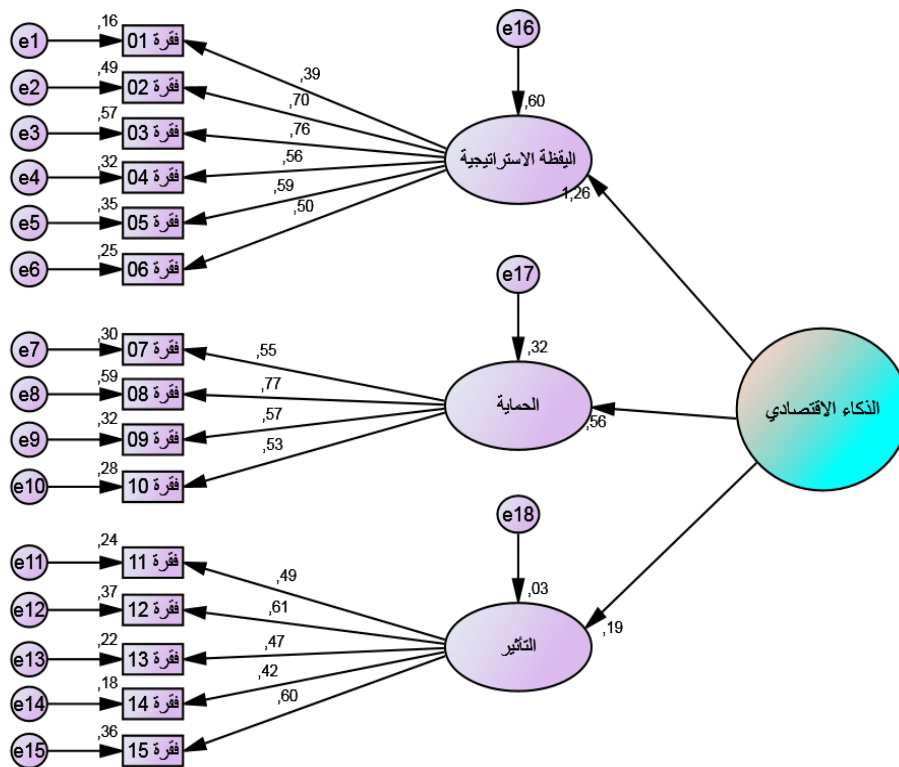 e16
e1 ,16 فقرة 01 ,39
e2 ,49 فقرة 02 ,70 ,60
e3 ,57 فقرة 03 ,76
اليقظة الاستراتيجية
e4 ,32 فقرة 04 ,56
e5 ,35 فقرة 05 ,59 1,26
e6 ,25 فقرة 06 ,50
e17
e7 ,30 فقرة 07 ,55 ,32
e8 ,59 فقرة 08 ,77
الحماية
الذكاء الاقتصادي
e9 ,32 فقرة 09 ,57 ,56
e10 ,28 فقرة 10 ,53
e18
e11 ,24 فقرة 11 ,49
e12 ,37 فقرة 12 ,61 ,03
e13 ,22 فقرة 13 ,47 ,19
التأثير
e14 ,18 فقرة 14 ,42
e15 ,36 فقرة 15 ,60